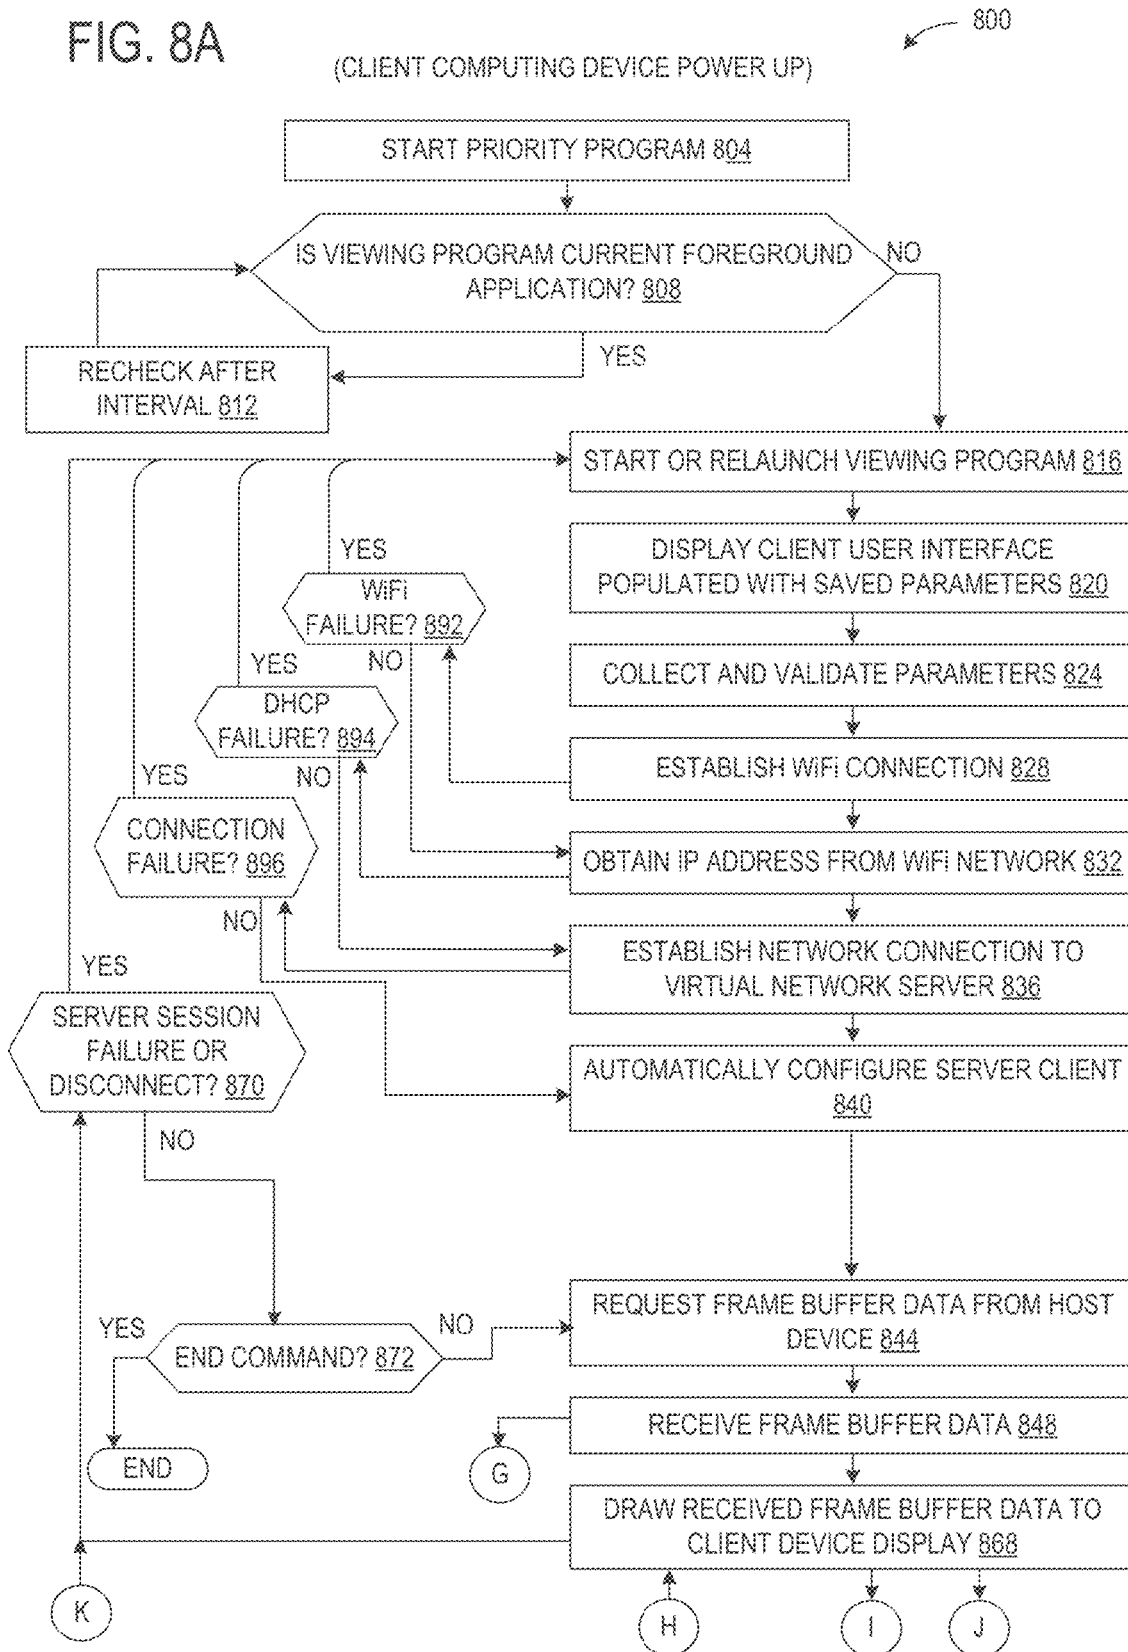 FIG. 8A
800
(CLIENT COMPUTING DEVICE POWER UP)
START PRIORITY PROGRAM 804
IS VIEWING PROGRAM CURRENT FOREGROUND
APPLICATION? 808
NO
YES
RECHECK AFTER
INTERVAL 812
START OR RELAUNCH VIEWING PROGRAM 816
DISPLAY CLIENT USER INTERFACE
POPULATED WITH SAVED PARAMETERS 820
YES
WiFi
FAILURE? 892
NO
COLLECT AND VALIDATE PARAMETERS 824
YES
DHCP
FAILURE? 894
NO
ESTABLISH WiFi CONNECTION 828
YES
CONNECTION
FAILURE? 896
NO
OBTAIN IP ADDRESS FROM WiFi NETWORK 832
ESTABLISH NETWORK CONNECTION TO
VIRTUAL NETWORK SERVER 836
YES
SERVER SESSION
FAILURE OR
DISCONNECT? 870
NO
AUTOMATICALLY CONFIGURE SERVER CLIENT
840
REQUEST FRAME BUFFER DATA FROM HOST
DEVICE 844
YES
NO
END COMMAND? 872
RECEIVE FRAME BUFFER DATA 848
END
G
DRAW RECEIVED FRAME BUFFER DATA TO
CLIENT DEVICE DISPLAY 868
K
H
I
J